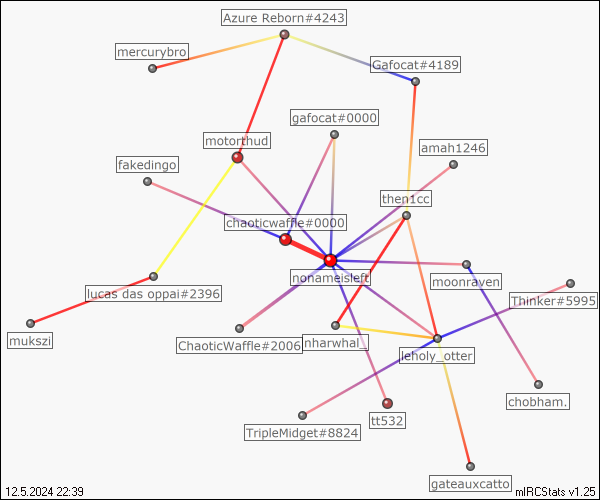 Azure Reborn#4243
mercurybro
Gafocat#4189
gafocat#0000
motorthud
amah1246
fakedingo
then1cc
chaoticwaffle#0000
nonameisleft
moonraven
lucas das oppai#2396
Thinker#5995
mukszi
ChaoticWaffle#2006
nharwhal_
leholy_otter
chobham.
tt532
TripleMidget#8824
gateauxcatto
12.5.2024 22:39
mIRCStats v1.25